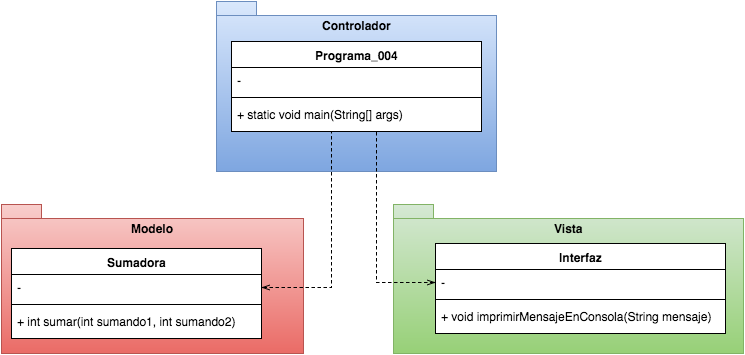 Controlador
Programa_004
-
+ static void main(String[] args)
Modelo
Sumadora
-
+ int sumar(int sumando1, int sumando2)
Vista
Interfaz
-
+ void imprimirMensajeEnConsola(String mensaje)